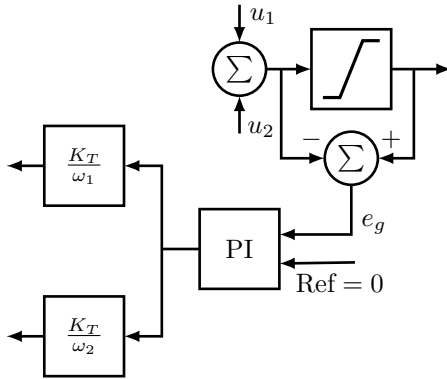 u₁
∑
u₂
− +
∑
e_g
K_T/ω₁
PI
Ref = 0
K_T/ω₂